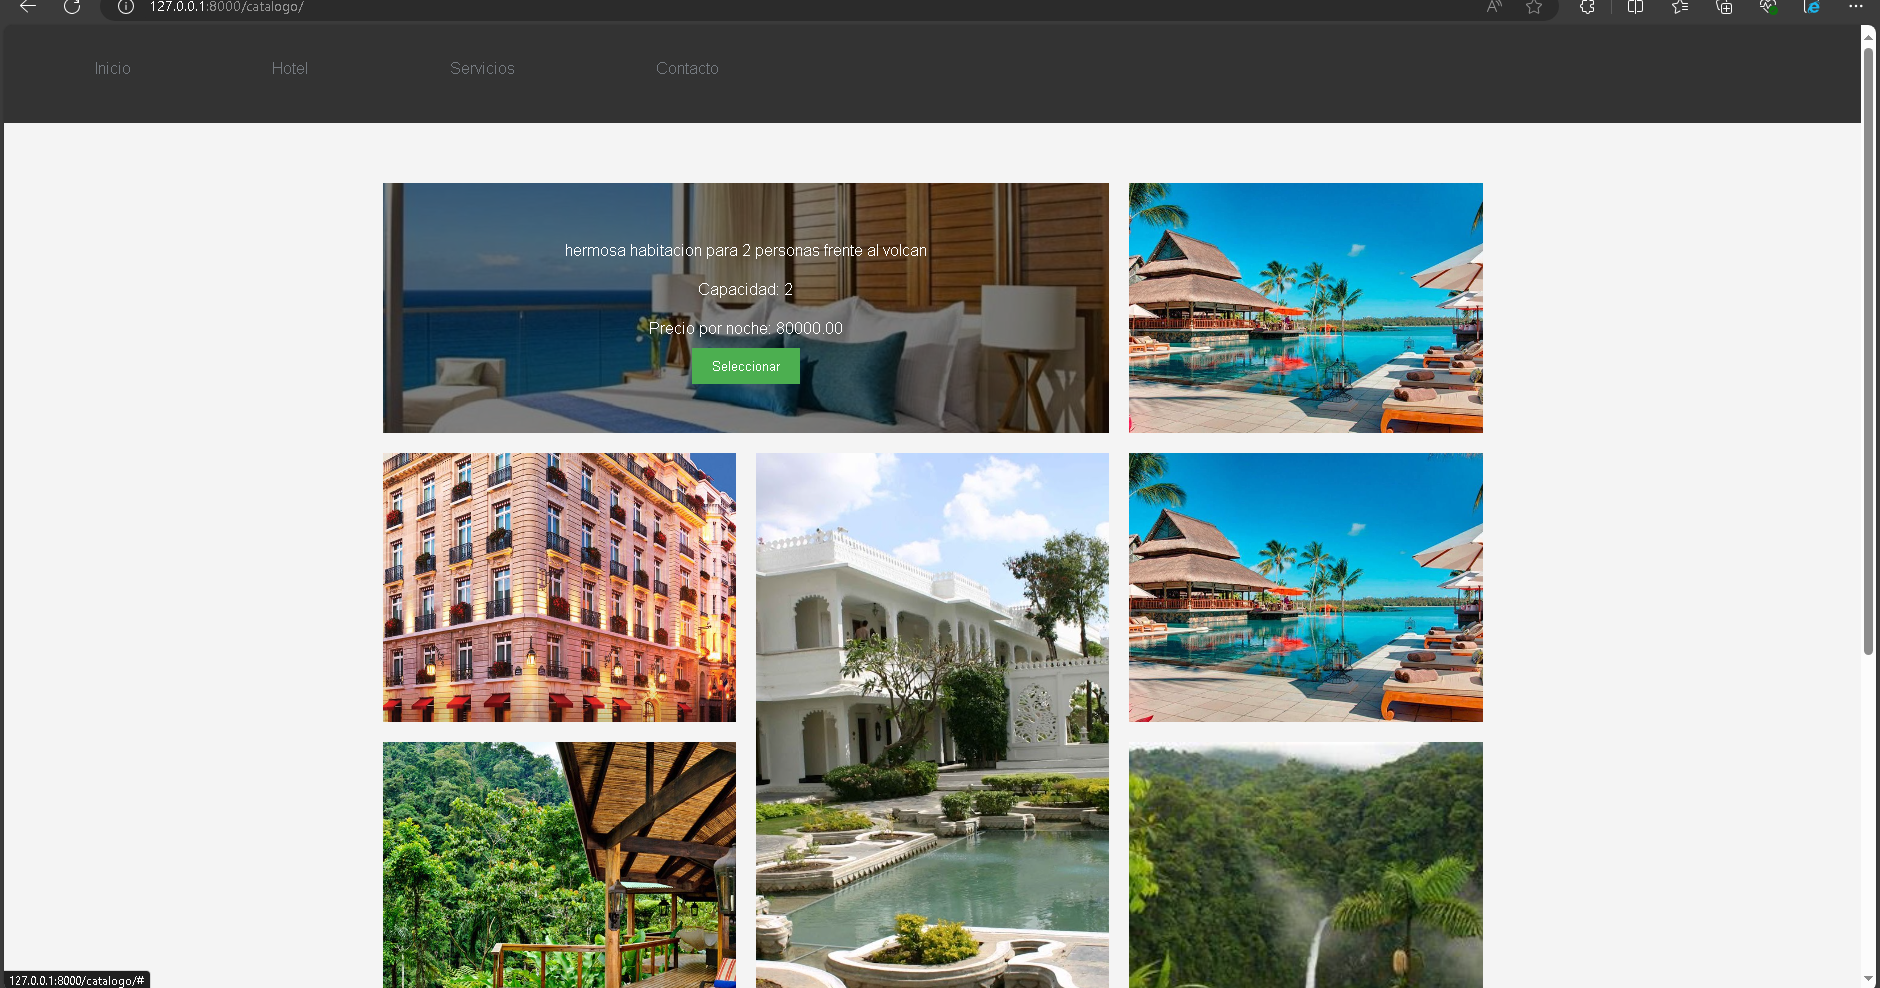 127.0.0.1:8000/catalogo/
Inicio
Hotel
Servicios
Contacto
hermosa habitacion para 2 personas frente al volcan
Capacidad: 2
Precio por noche: 80000.00
Seleccionar
127.0.0.1:8000/catalogo/#